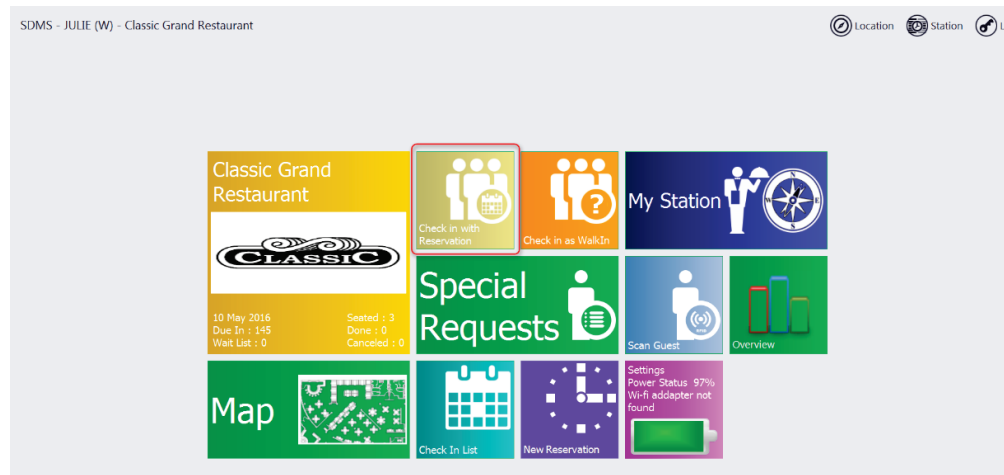 SDMS - JULIE (W) - Classic Grand Restaurant
Location
Station
Classic Grand
Restaurant
CLASSIC
10 May 2016
Due In : 145
Wait List : 0
Seated : 3
Done : 0
Canceled : 0
Check in with
Reservation
Check in as WalkIn
My Station
N
E
S
W
Special
Requests
Scan Guest
Overview
Map
Check In List
New Reservation
Settings
Power Status 97%
Wi-fi addapter not
found